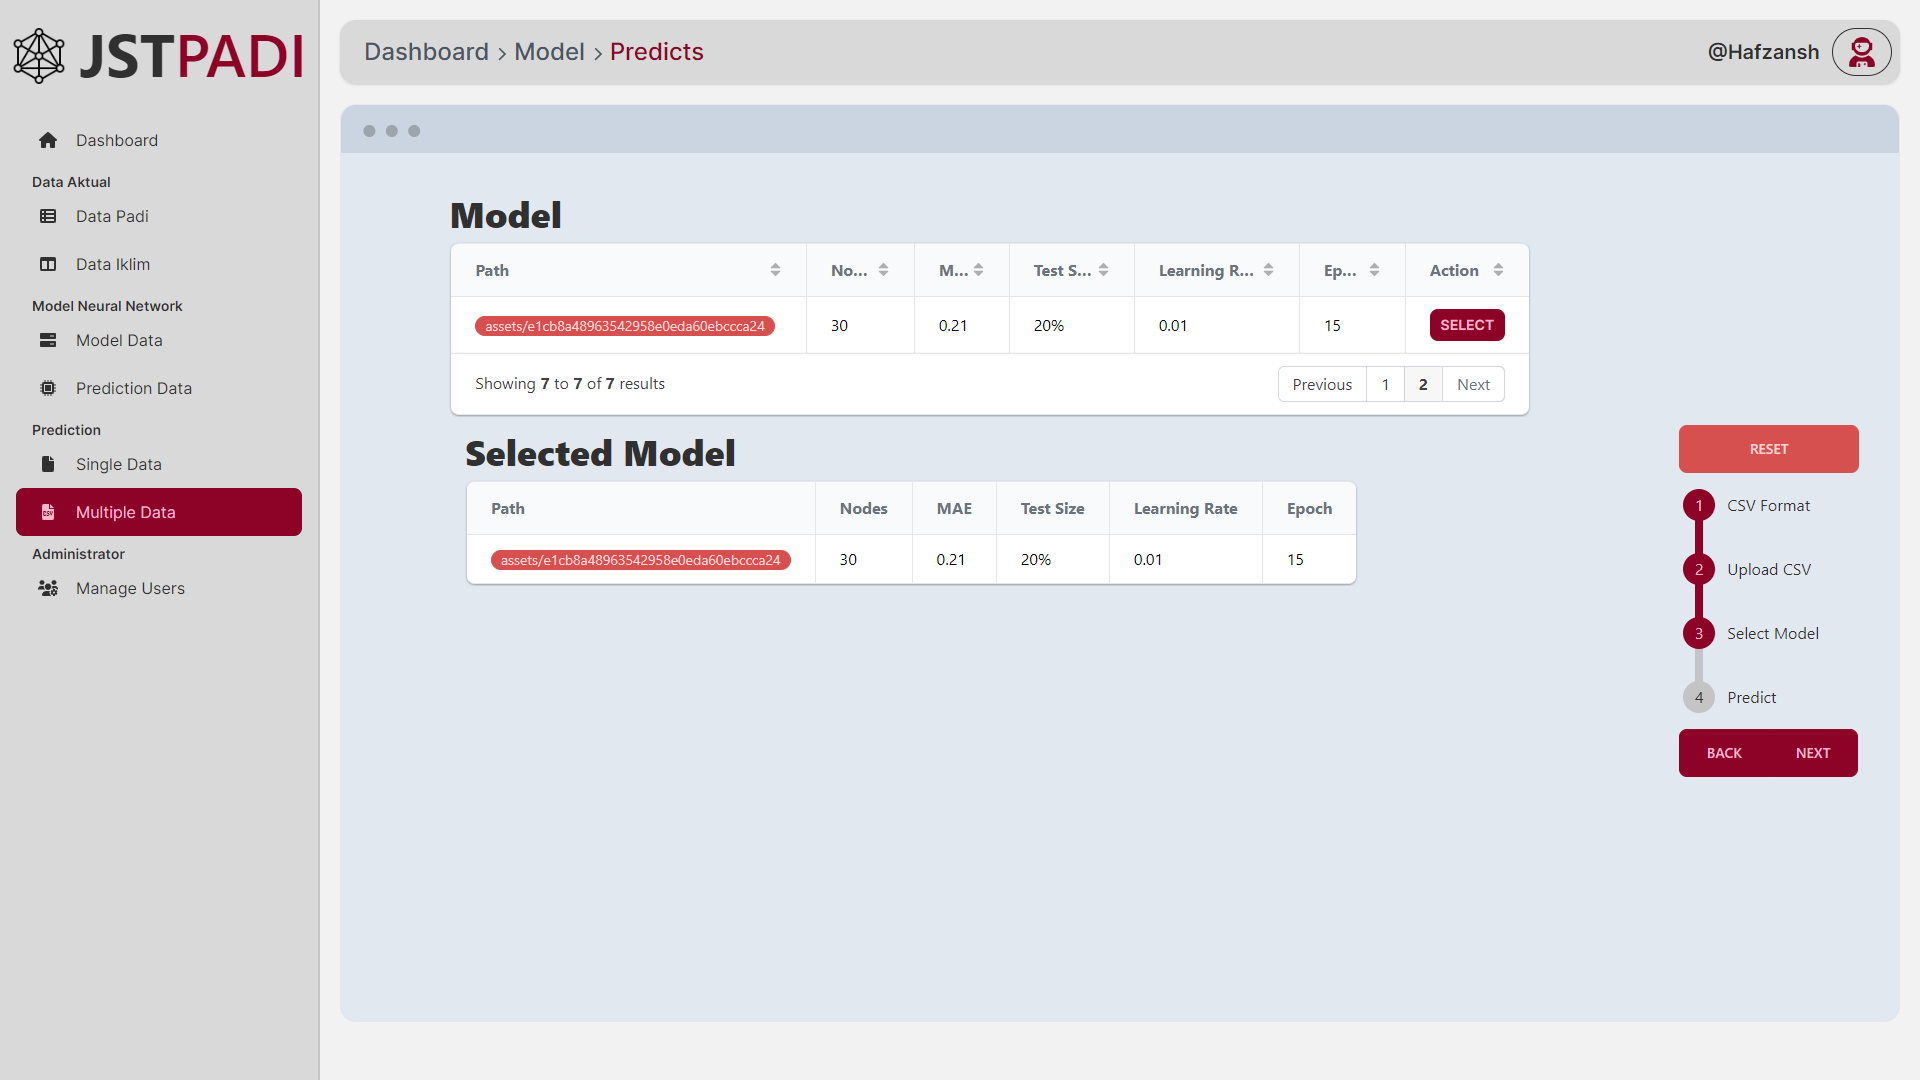 JSTPADI
Dashboard
Data Aktual
Data Padi
Data Iklim
Model Neural Network
Model Data
Prediction Data
Prediction
Single Data
Multiple Data
Administrator
Manage Users
Dashboard > Model > Predicts
@Hafzansh
Model
Path No... M... Test S... Learning R... Ep... Action
assets/e1cb8a48963542958e0eda60ebccca24 30 0.21 20% 0.01 15 SELECT
Showing 7 to 7 of 7 results Previous 1 2 Next
Selected Model
Path Nodes MAE Test Size Learning Rate Epoch
assets/e1cb8a48963542958e0eda60ebccca24 30 0.21 20% 0.01 15
RESET
1 CSV Format
2 Upload CSV
3 Select Model
4 Predict
BACK NEXT